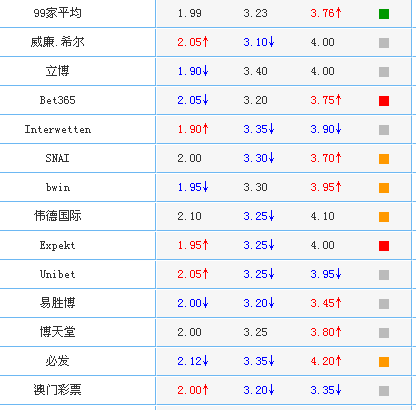 99家平均 1.99 3.23 3.76↑
威廉.希尔 2.05↑ 3.10↓ 4.00
立博 1.90↓ 3.40 4.00
Bet365 2.05↓ 3.20 3.75↑
Interwetten 1.90↑ 3.35↓ 3.90↓
SNAI 2.00 3.30↓ 3.70↑
bwin 1.95↓ 3.30 3.95↑
伟德国际 2.10 3.25↓ 4.10
Expekt 1.95↑ 3.25↓ 4.00
Unibet 2.05↑ 3.25↓ 3.95↓
易胜博 2.00↓ 3.20↓ 3.45↑
博天堂 2.00 3.25 3.80↑
必发 2.12↓ 3.35↓ 4.20↑
澳门彩票 2.00↑ 3.20↓ 3.35↓